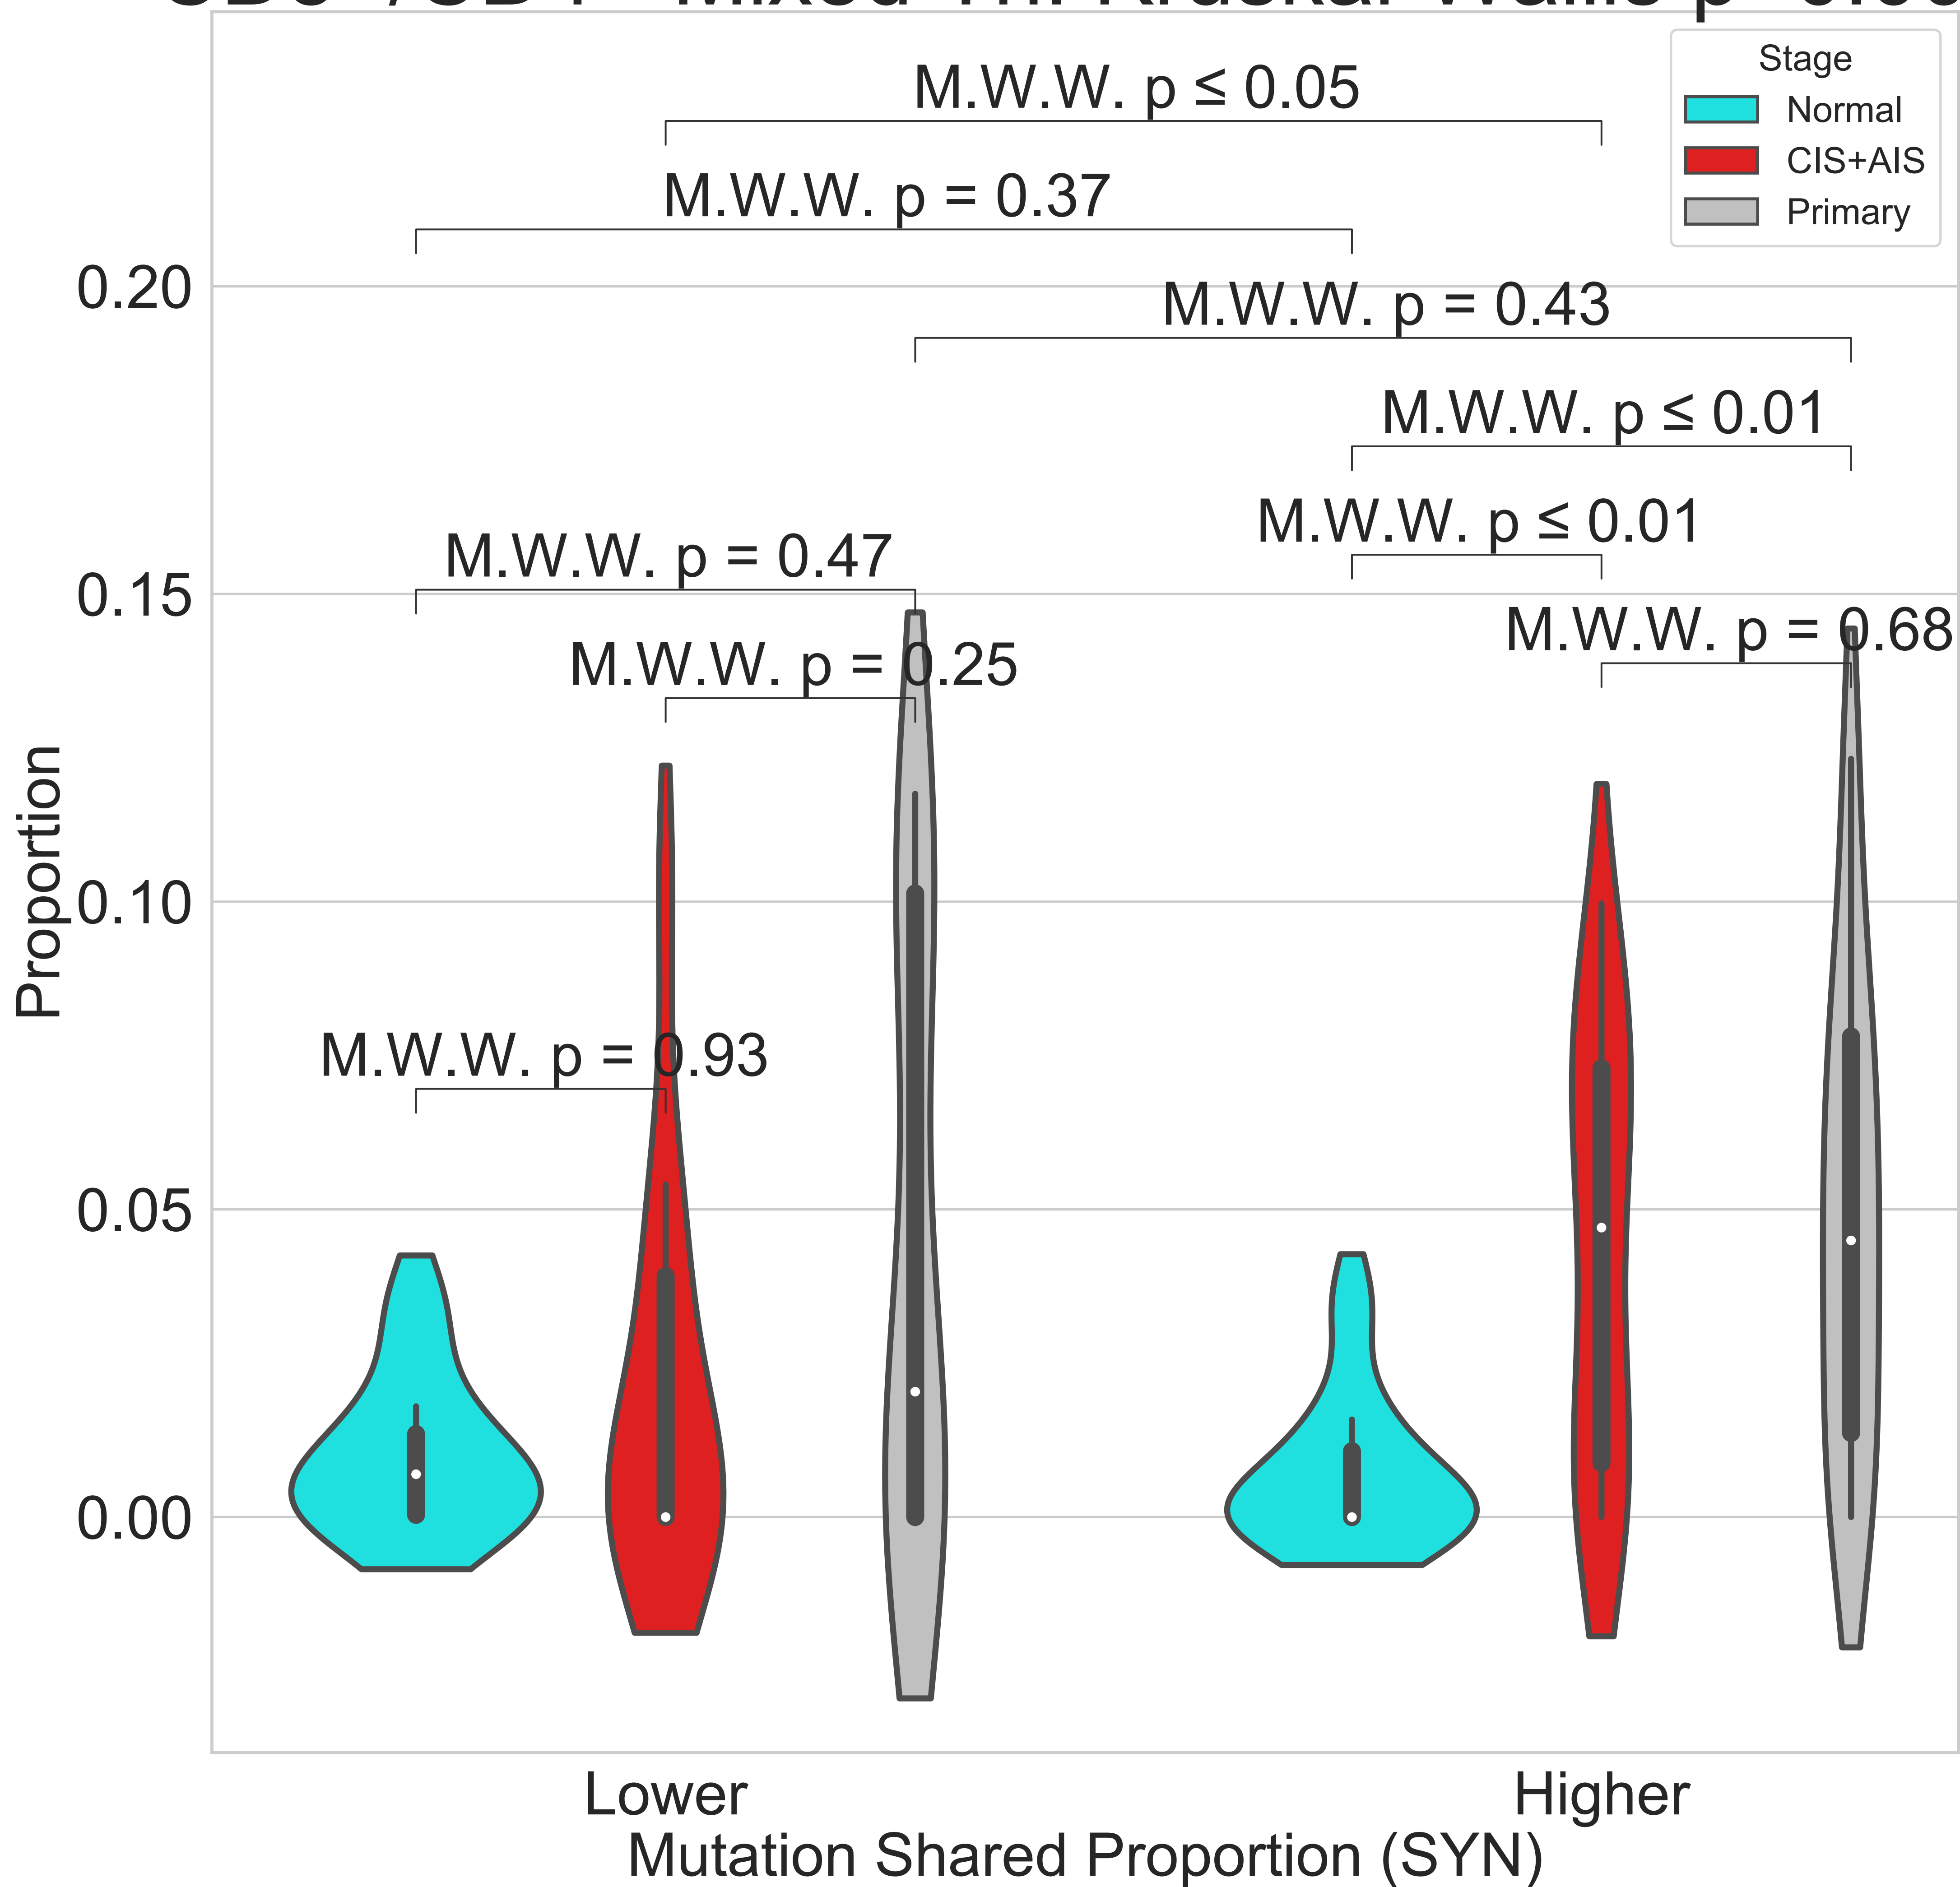 M.W.W. p ≤ 0.05
Stage
Normal
CIS+AIS
Primary
M.W.W. p = 0.37
0.20
M.W.W. p = 0.43
M.W.W. p ≤ 0.01
M.W.W. p ≤ 0.01
M.W.W. p = 0.47
0.15
M.W.W. p = 0.68
M.W.W. p = 0.25
Proportion
0.10
M.W.W. p = 0.93
0.05
0.00
Lower
Higher
Mutation Shared Proportion (SYN)